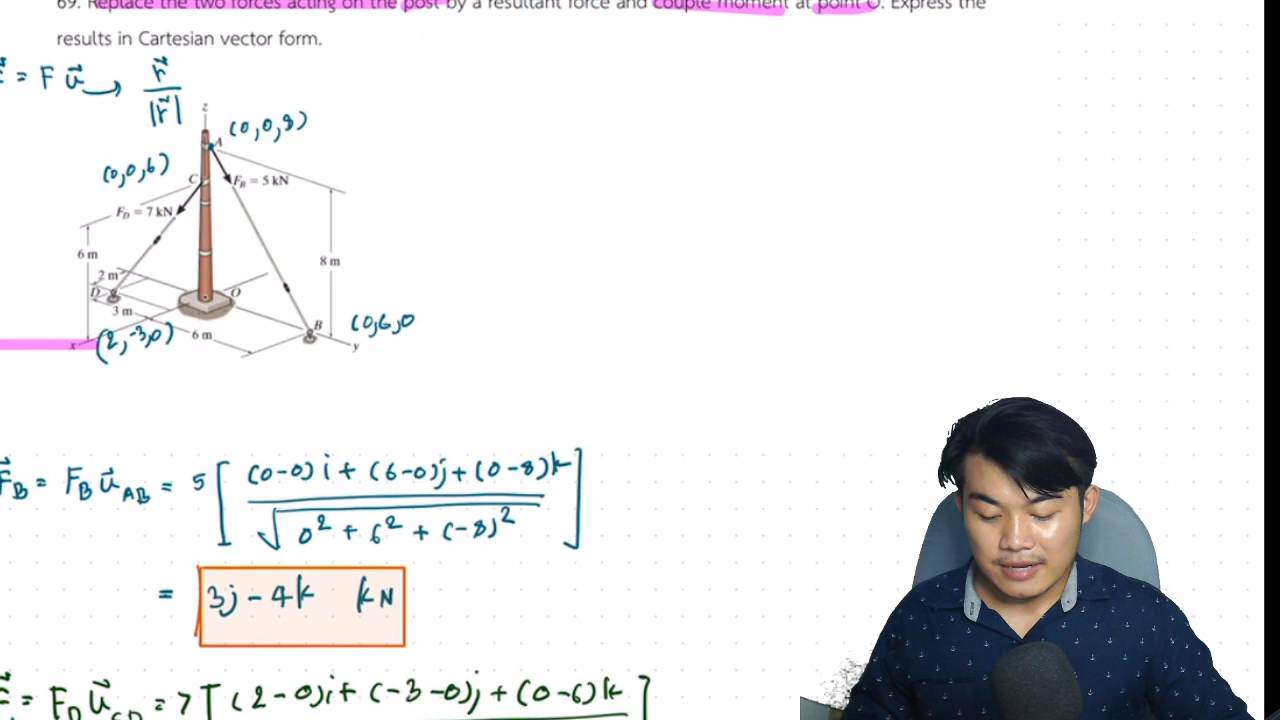 69. Replace the two forces acting on the post by a resultant force and couple moment at point O. Express the
results in Cartesian vector form.
= F u⃗ → r⃗ / |r⃗|
z
(0,0,8)
A
(0,0,6)
C
F_B = 5 kN
F_D = 7 kN
6 m
8 m
2 m
D
O
3 m
B
(0,6,0
(2,-3,0)
6 m
x
y
F⃗_B = F_B u⃗_AB = 5 [ (0-0)i + (6-0)j + (0-8)k / √(0² + 6² + (-8)²) ]
= 3j - 4k kN
= F_D u⃗_CD = 7 [ (2-0)i + (-3-0)j + (0-6)k ]